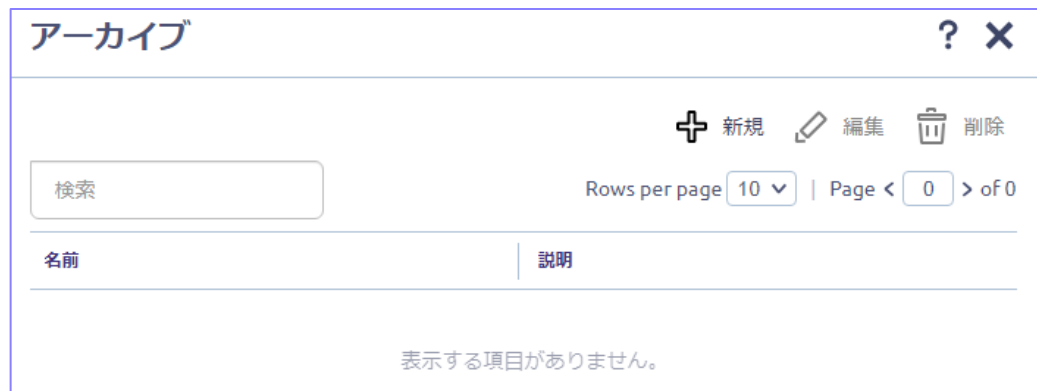 アーカイブ ?
新規 編集 削除
検索 Rows per page 10 | Page < 0 > of 0
名前 説明
表示する項目がありません。